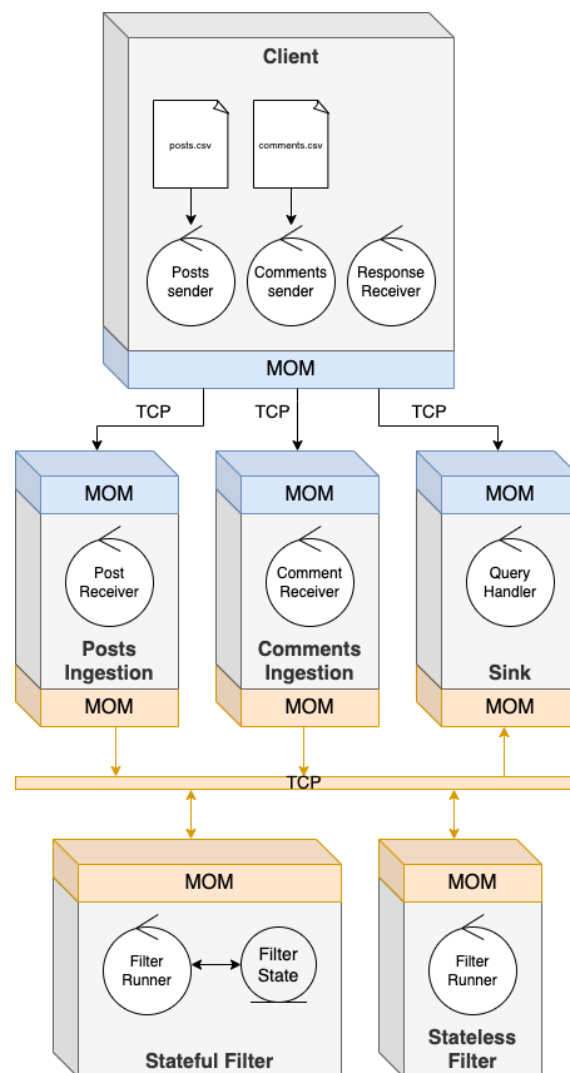 Client
posts.csv
comments.csv
Posts
sender
Comments
sender
Response
Receiver
MOM
TCP
TCP
TCP
MOM
MOM
MOM
Post
Receiver
Comment
Receiver
Query
Handler
Posts
Ingestion
Comments
Ingestion
Sink
MOM
MOM
MOM
TCP
MOM
MOM
Filter
Runner
Filter
State
Filter
Runner
Stateful Filter
Stateless
Filter